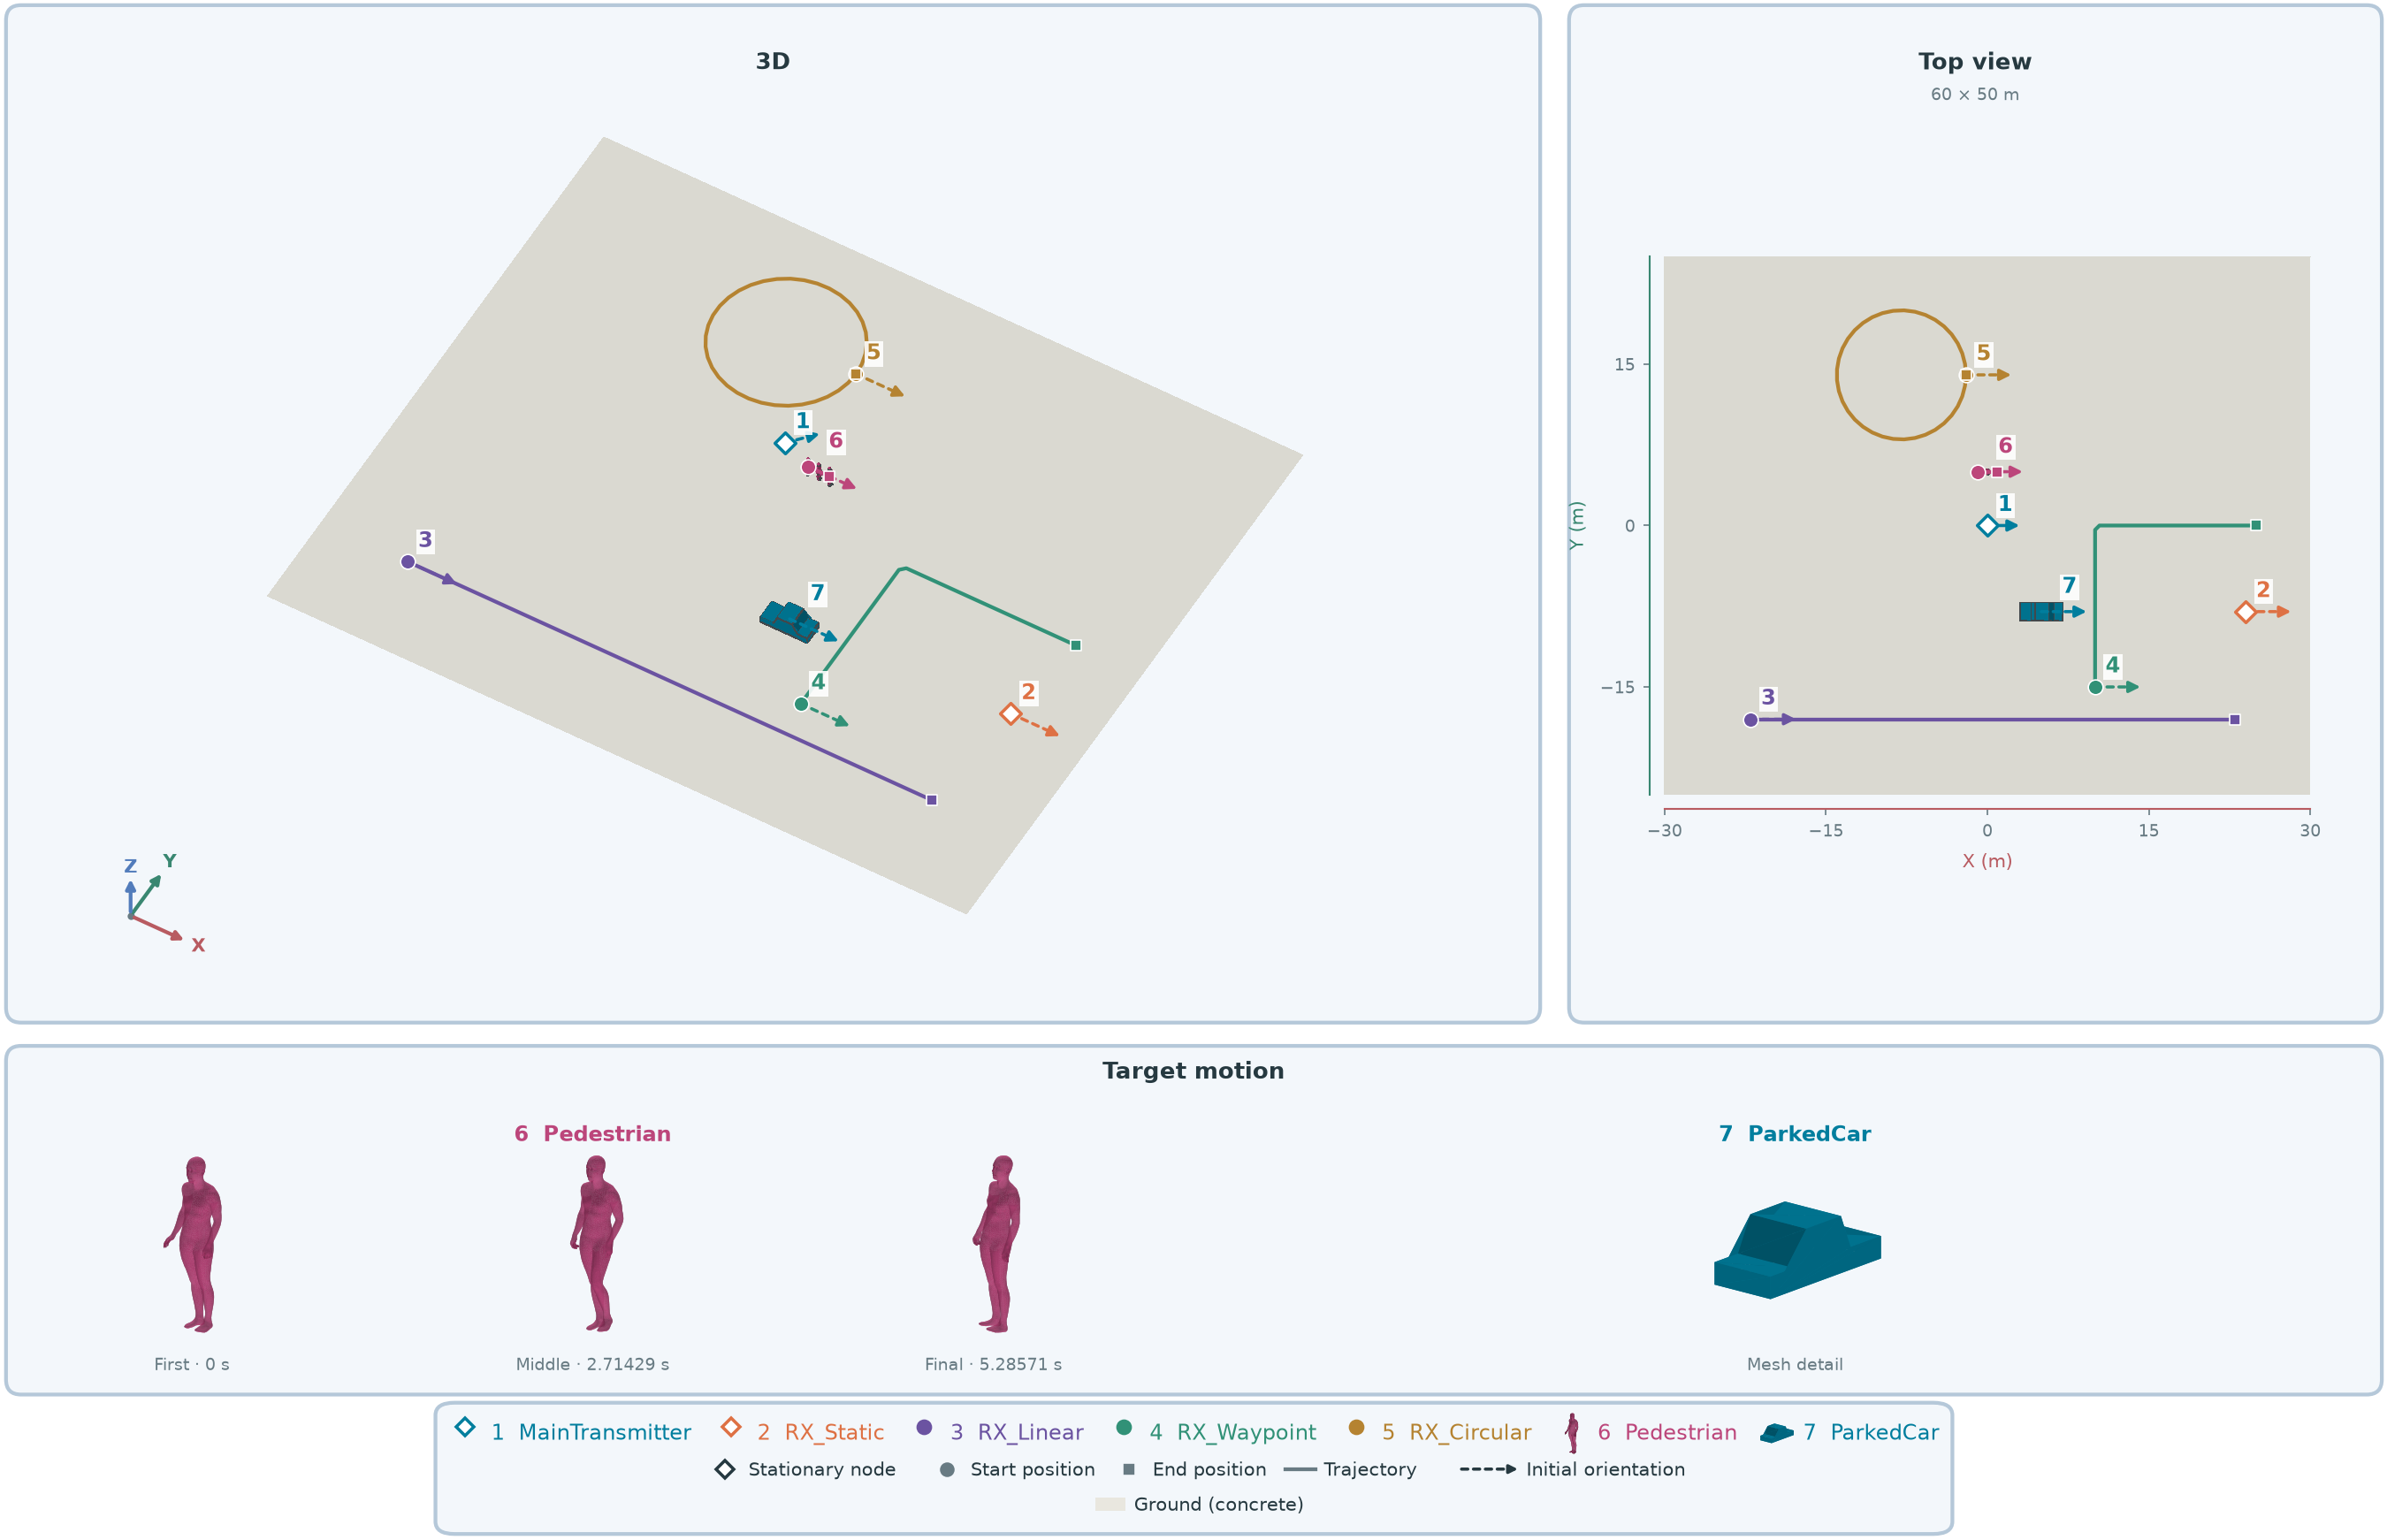 3D
5
1
6
3
7
4
2
Z
Y
X
Top view
60 × 50 m
5
6
1
7
2
4
3
15
0
−15
Y (m)
−30
−15
0
15
30
X (m)
Target motion
6 Pedestrian
7 ParkedCar
First · 0 s
Middle · 2.71429 s
Final · 5.28571 s
Mesh detail
1 MainTransmitter
2 RX_Static
3 RX_Linear
4 RX_Waypoint
5 RX_Circular
6 Pedestrian
7 ParkedCar
Stationary node
Start position
End position
Trajectory
Initial orientation
Ground (concrete)